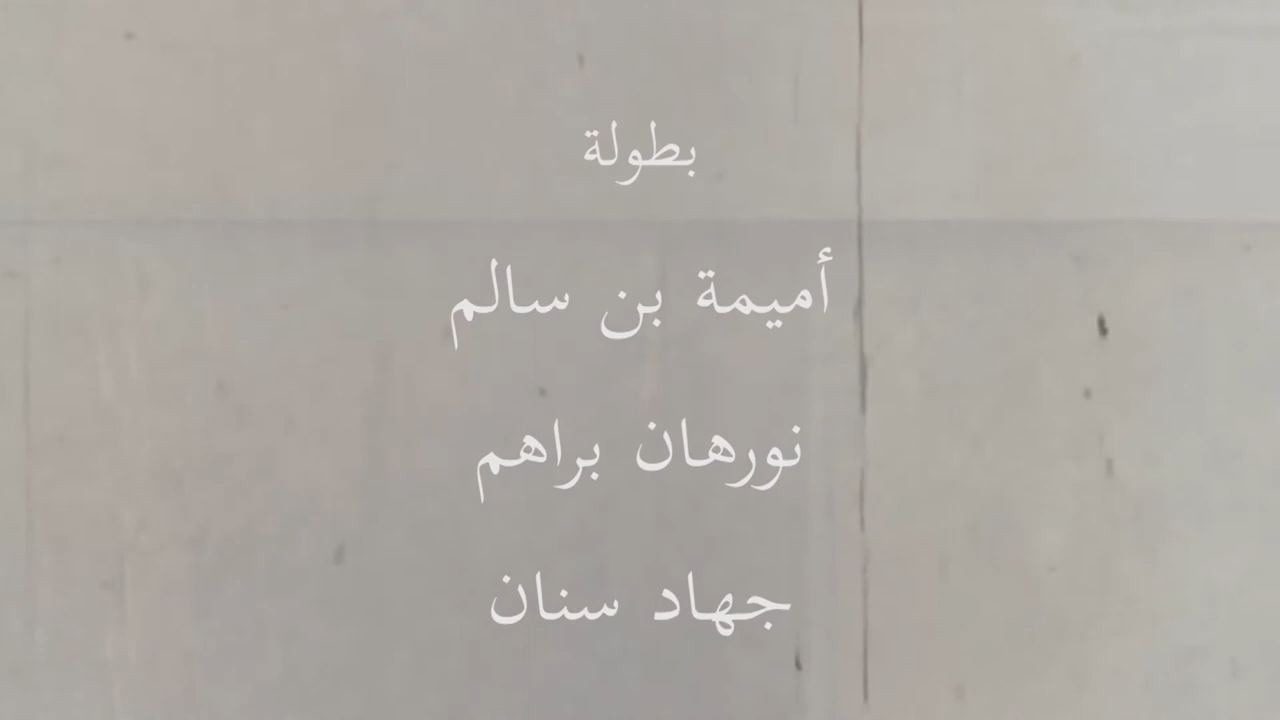 بطولة
أميمة بن سالم
نورهان براهم
جهاد سنان